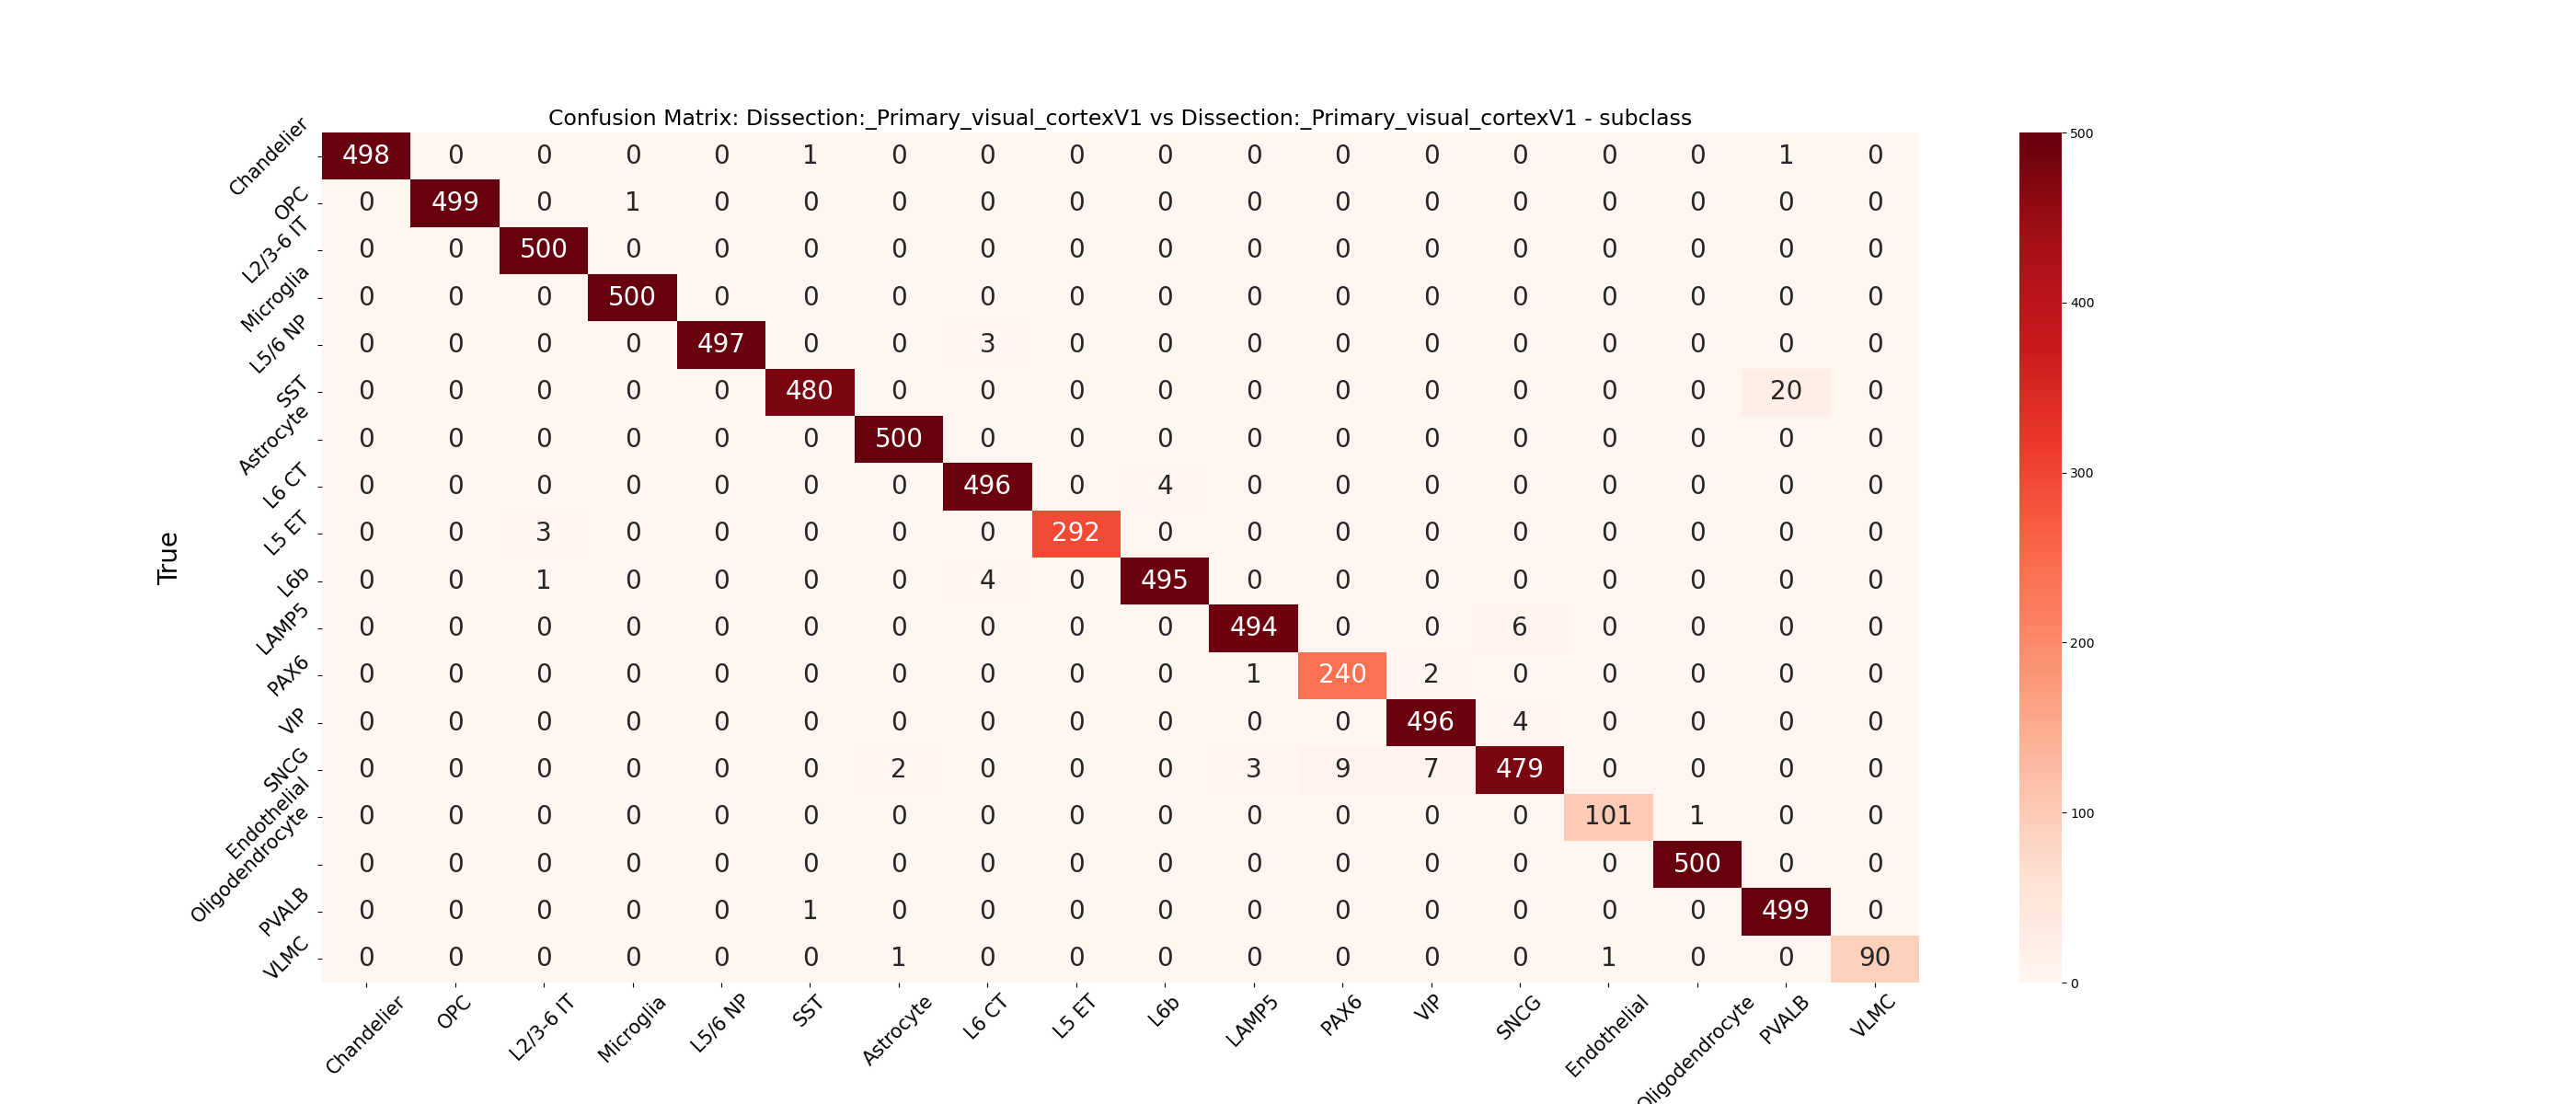 Confusion Matrix: Dissection:_Primary_visual_cortexV1 vs Dissection:_Primary_visual_cortexV1 - subclass
True
Chandelier 498 0 0 0 0 1 0 0 0 0 0 0 0 0 0 0 1 0
OPC 0 499 0 1 0 0 0 0 0 0 0 0 0 0 0 0 0 0
L2/3-6 IT 0 0 500 0 0 0 0 0 0 0 0 0 0 0 0 0 0 0
Microglia 0 0 0 500 0 0 0 0 0 0 0 0 0 0 0 0 0 0
L5/6 NP 0 0 0 0 497 0 0 3 0 0 0 0 0 0 0 0 0 0
SST 0 0 0 0 0 480 0 0 0 0 0 0 0 0 0 0 20 0
Astrocyte 0 0 0 0 0 0 500 0 0 0 0 0 0 0 0 0 0 0
L6 CT 0 0 0 0 0 0 0 496 0 4 0 0 0 0 0 0 0 0
L5 ET 0 0 3 0 0 0 0 0 292 0 0 0 0 0 0 0 0 0
L6b 0 0 1 0 0 0 0 4 0 495 0 0 0 0 0 0 0 0
LAMP5 0 0 0 0 0 0 0 0 0 0 494 0 0 6 0 0 0 0
PAX6 0 0 0 0 0 0 0 0 0 0 1 240 2 0 0 0 0 0
VIP 0 0 0 0 0 0 0 0 0 0 0 0 496 4 0 0 0 0
SNCG 0 0 0 0 0 0 2 0 0 0 3 9 7 479 0 0 0 0
Endothelial 0 0 0 0 0 0 0 0 0 0 0 0 0 0 101 1 0 0
Oligodendrocyte 0 0 0 0 0 0 0 0 0 0 0 0 0 0 0 500 0 0
PVALB 0 0 0 0 0 1 0 0 0 0 0 0 0 0 0 0 499 0
VLMC 0 0 0 0 0 0 1 0 0 0 0 0 0 0 1 0 0 90
Chandelier OPC L2/3-6 IT Microglia L5/6 NP SST Astrocyte L6 CT L5 ET L6b LAMP5 PAX6 VIP SNCG Endothelial Oligodendrocyte PVALB VLMC
500
400
300
200
100
0